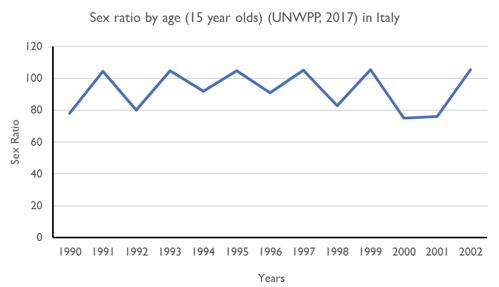 Sex ratio by age (15 year olds) (UNWPP, 2017) in Italy
120
100
80
60
40
20
0
Sex Ratio
1990 1991 1992 1993 1994 1995 1996 1997 1998 1999 2000 2001 2002
Years